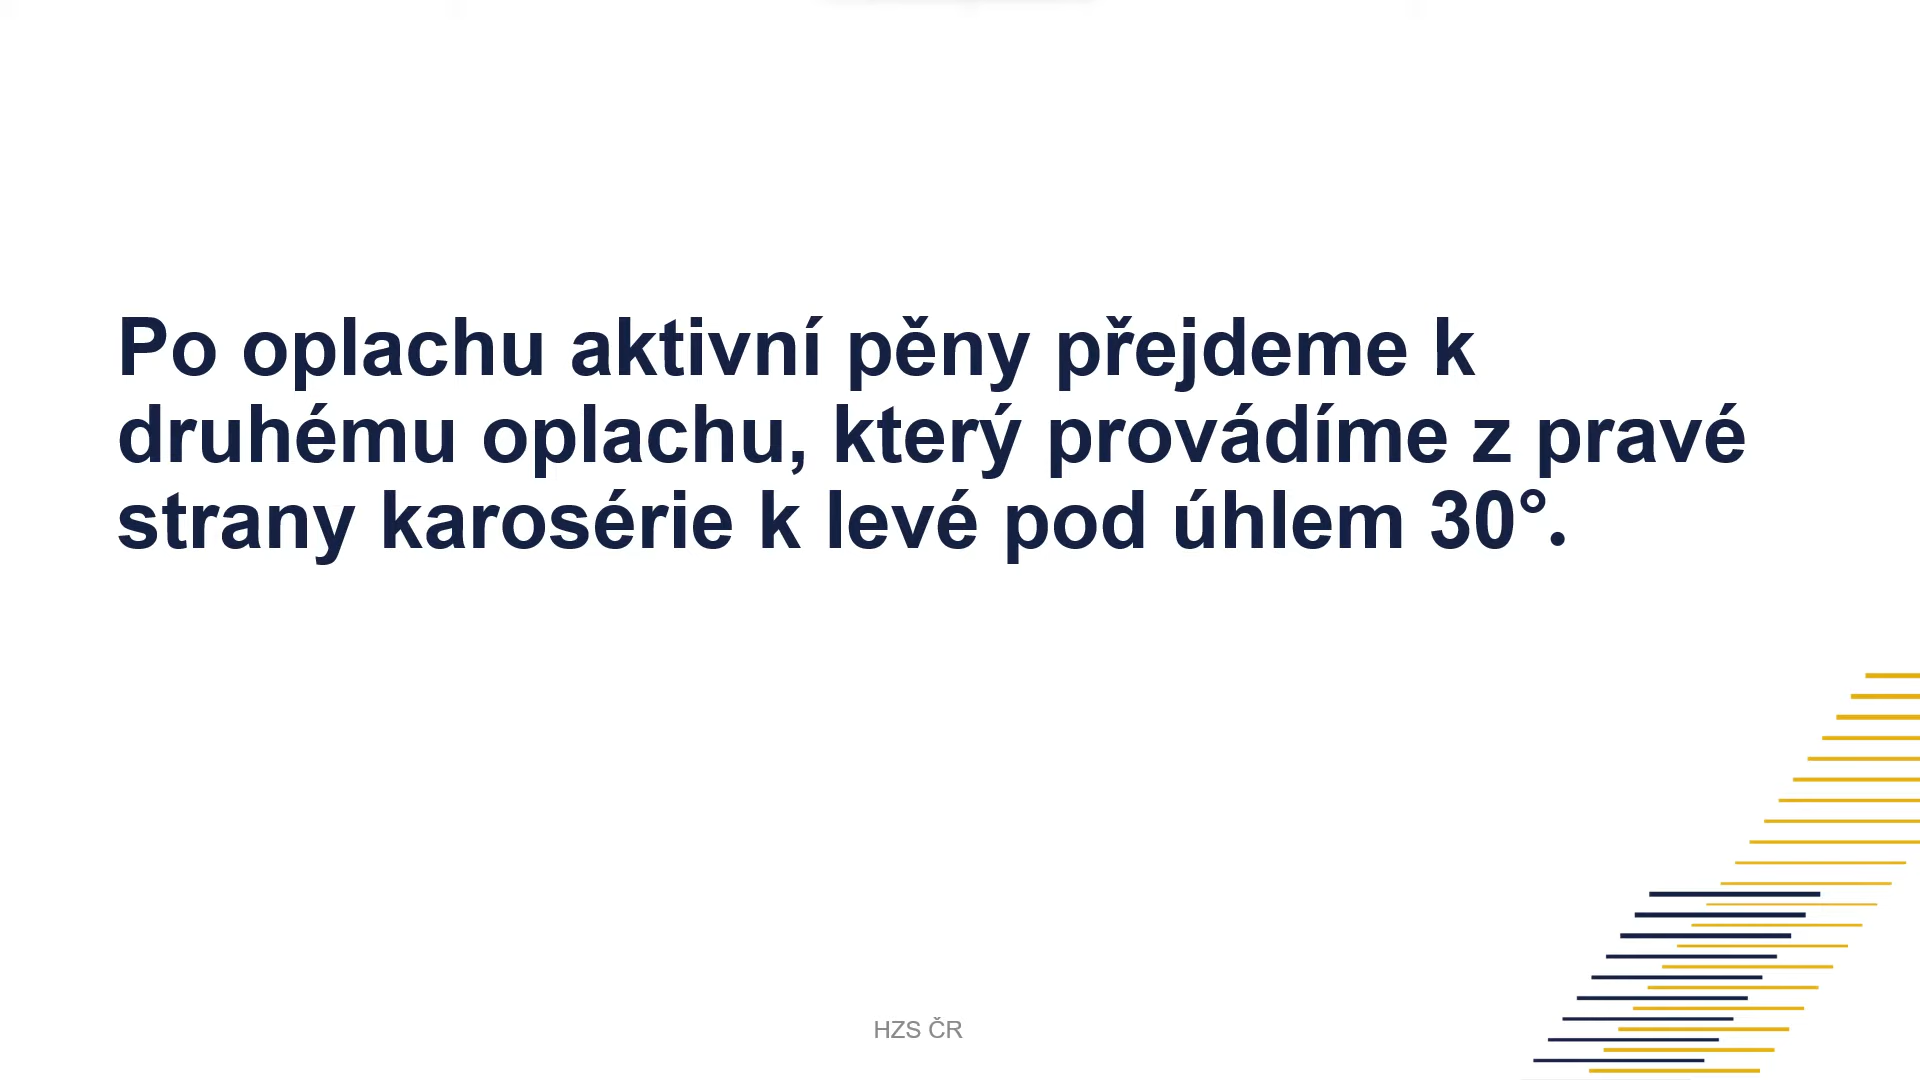 Po oplachu aktivní pěny přejdeme k
druhému oplachu, který provádíme z pravé
strany karosérie k levé pod úhlem 30°.
HZS ČR